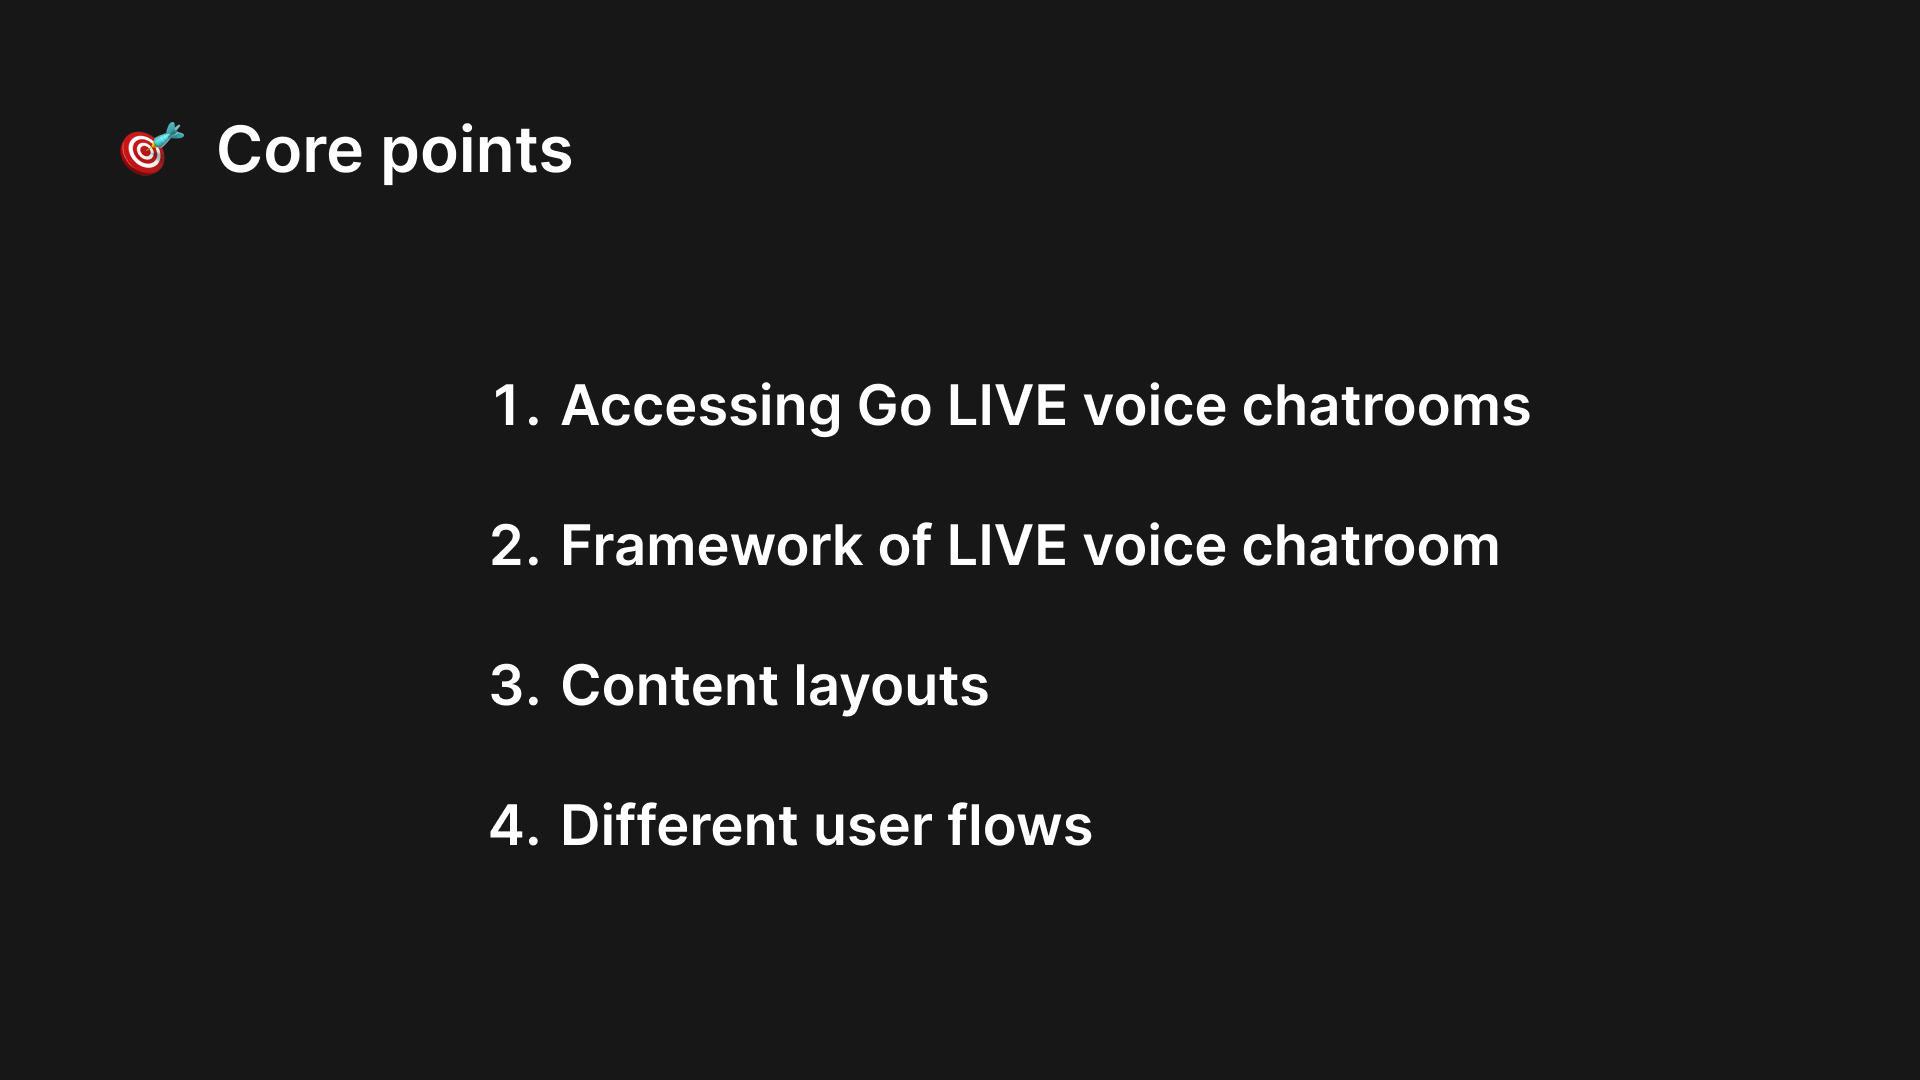 Core points
1. Accessing Go LIVE voice chatrooms
2. Framework of LIVE voice chatroom
3. Content layouts
4. Different user flows